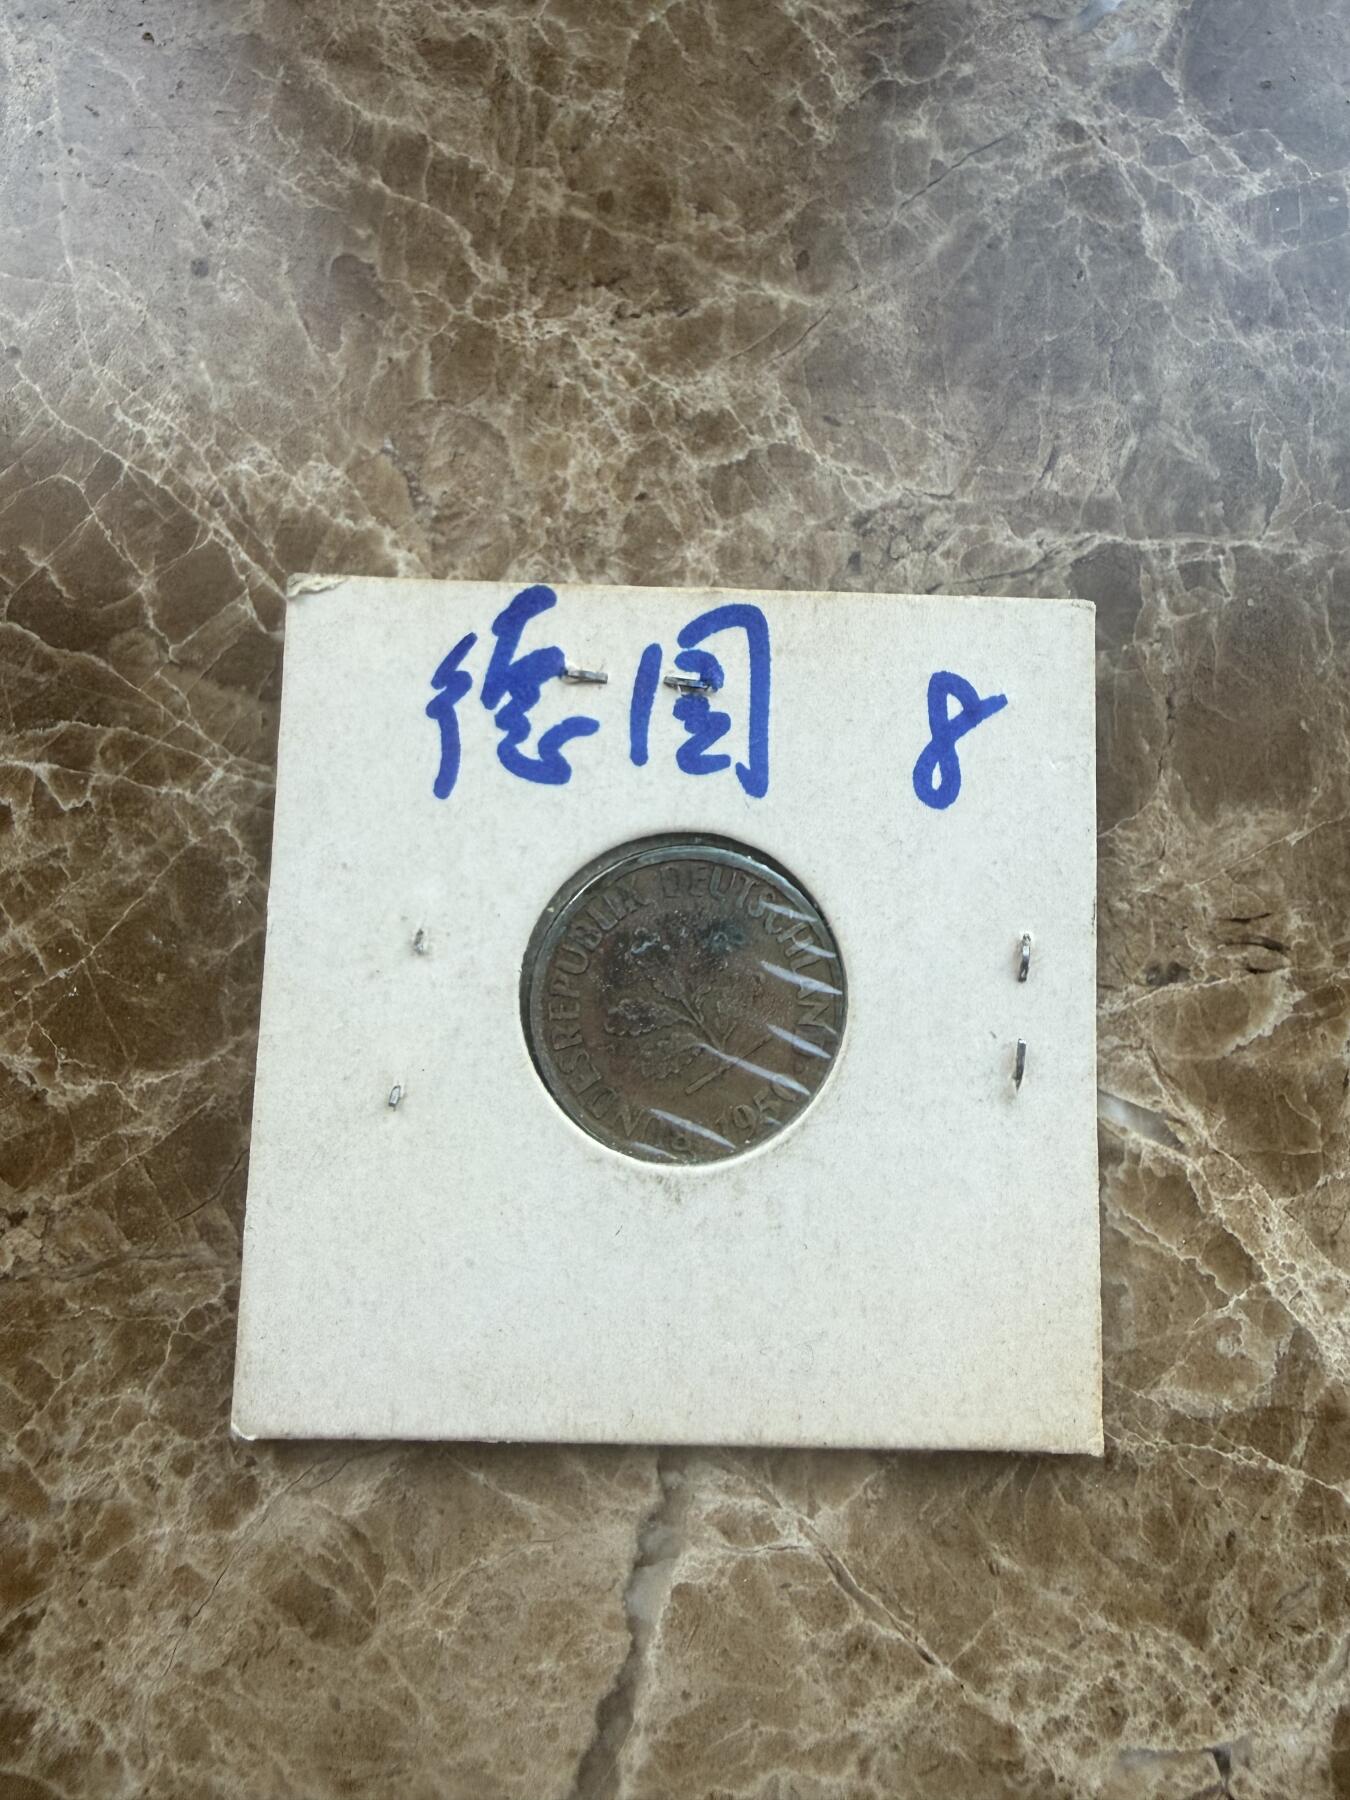 德国 8
BUNDESREPUBLIK DEUTSCHLAND
1950